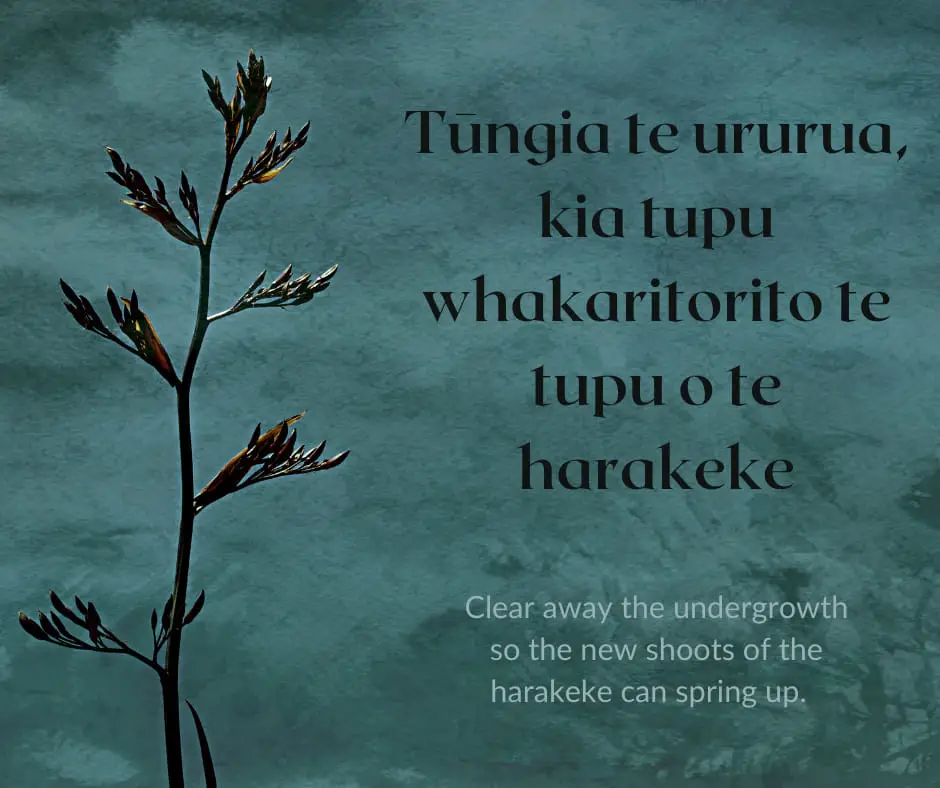 Tūngia te ururua,
kia tupu
whakaritorito te
tupu o te
harakeke
Clear away the undergrowth
so the new shoots of the
harakeke can spring up.